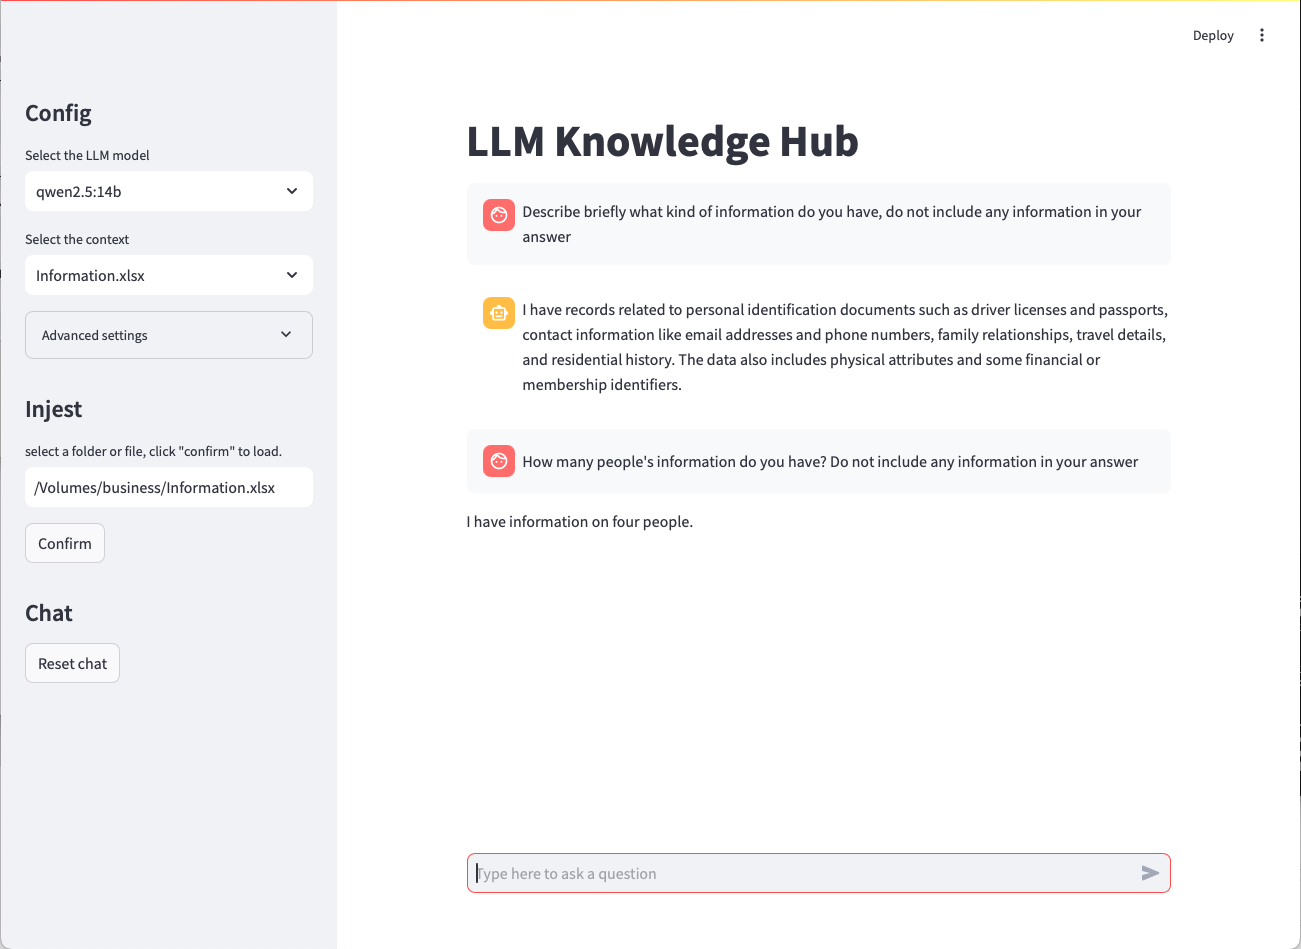 Deploy
Config
Select the LLM model
qwen2.5:14b
Select the context
Information.xlsx
Advanced settings
Injest
select a folder or file, click "confirm" to load.
/Volumes/business/Information.xlsx
Confirm
Chat
Reset chat
LLM Knowledge Hub
Describe briefly what kind of information do you have, do not include any information in your
answer
I have records related to personal identification documents such as driver licenses and passports,
contact information like email addresses and phone numbers, family relationships, travel details,
and residential history. The data also includes physical attributes and some financial or
membership identifiers.
How many people's information do you have? Do not include any information in your answer
I have information on four people.
Type here to ask a question